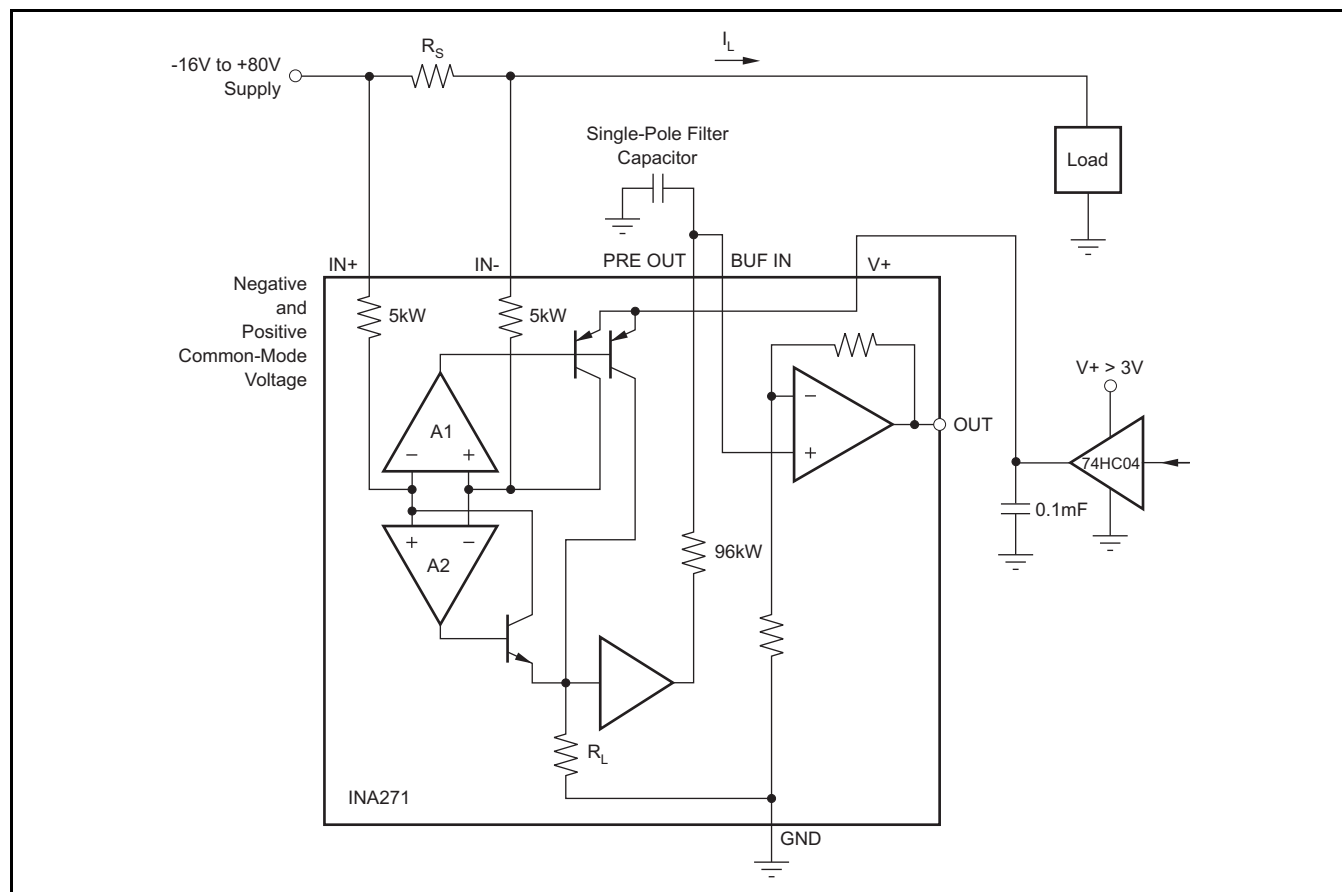 R_S
I_L
-16V to +80V
Supply
Single-Pole Filter
Capacitor
Load
IN+
IN-
PRE OUT
BUF IN
V+
Negative
and
Positive
Common-Mode
Voltage
5kW
5kW
V+ > 3V
A1
− +
−
+
OUT
74HC04
0.1mF
+ −
A2
96kW
R_L
INA271
GND